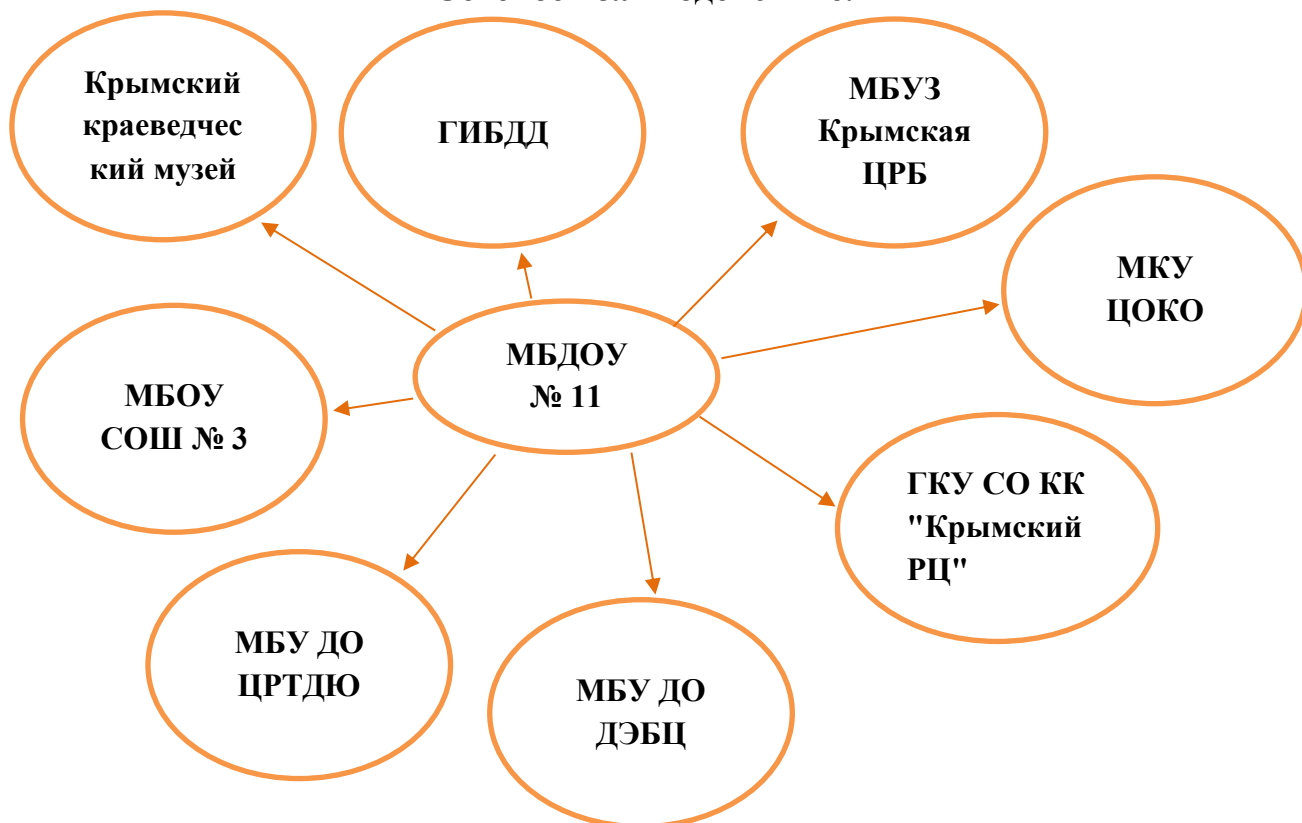 Крымский
краеведчес
кий музей
ГИБДД
МБУЗ
Крымская
ЦРБ
МКУ
ЦОКО
МБДОУ
№ 11
МБОУ
СОШ № 3
ГКУ СО КК
"Крымский
РЦ"
МБУ ДО
ЦРТДЮ
МБУ ДО
ДЭБЦ